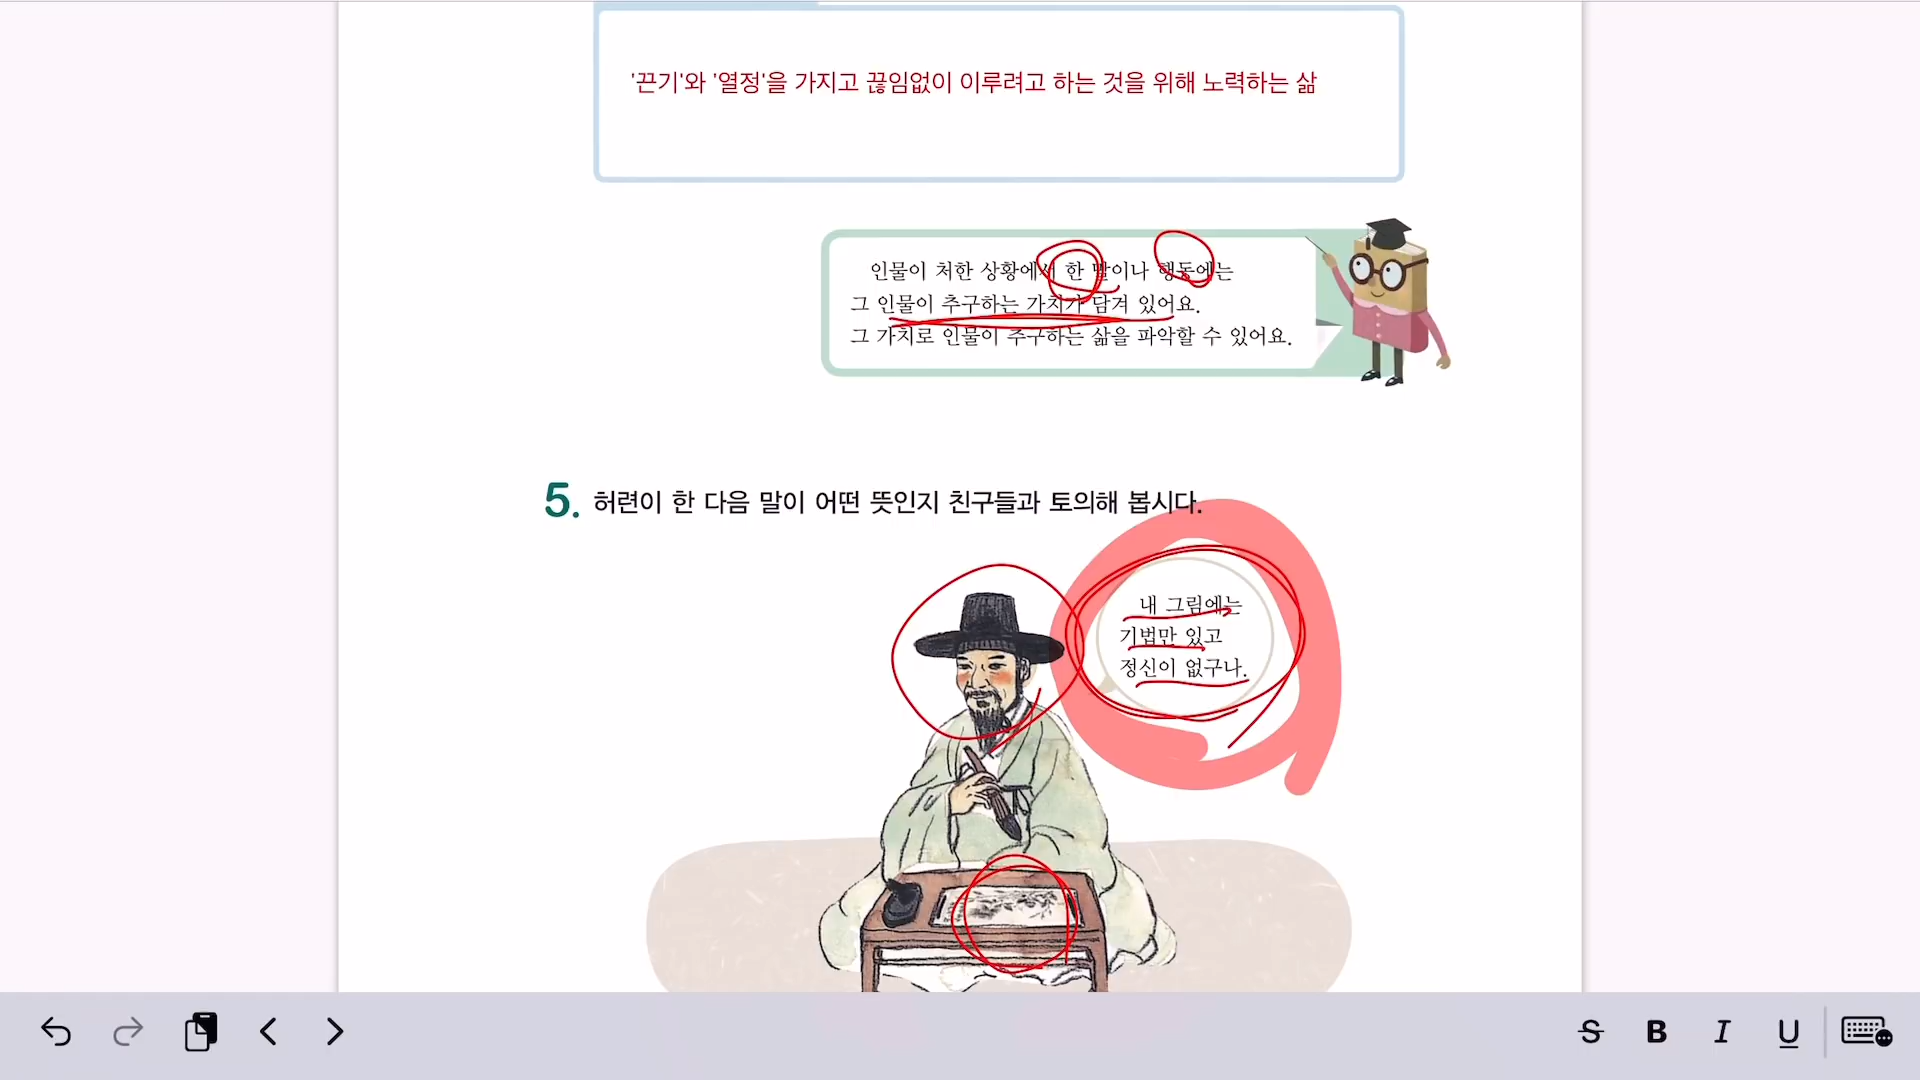 '끈기'와 '열정'을 가지고 끊임없이 이루려고 하는 것을 위해 노력하는 삶
인물이 처한 상황에서 한 말이나 행동에는
그 인물이 추구하는 가치가 담겨 있어요.
그 가치로 인물이 추구하는 삶을 파악할 수 있어요.
5. 허련이 한 다음 말이 어떤 뜻인지 친구들과 토의해 봅시다.
내 그림에는
기법만 있고
정신이 없구나.
S B I U